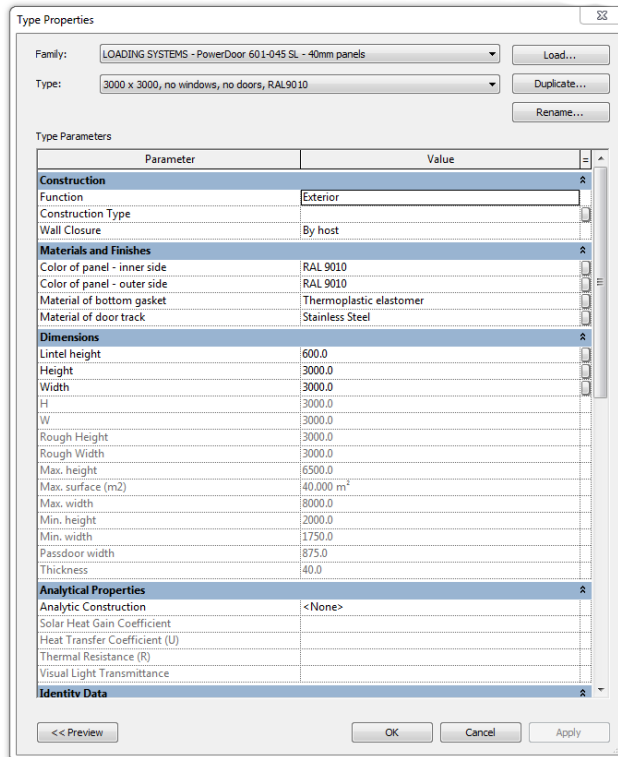 Type Properties
Family: LOADING SYSTEMS - PowerDoor 601-045 SL - 40mm panels Load...
Type: 3000 x 3000, no windows, no doors, RAL9010 Duplicate...
Rename...
Type Parameters
Parameter Value =
Construction
Function Exterior
Construction Type
Wall Closure By host
Materials and Finishes
Color of panel - inner side RAL 9010
Color of panel - outer side RAL 9010
Material of bottom gasket Thermoplastic elastomer
Material of door track Stainless Steel
Dimensions
Lintel height 600.0
Height 3000.0
Width 3000.0
H 3000.0
W 3000.0
Rough Height 3000.0
Rough Width 3000.0
Max. height 6500.0
Max. surface (m2) 40.000 m²
Max. width 8000.0
Min. height 2000.0
Min. width 1750.0
Passdoor width 875.0
Thickness 40.0
Analytical Properties
Analytic Construction <None>
Solar Heat Gain Coefficient
Heat Transfer Coefficient (U)
Thermal Resistance (R)
Visual Light Transmittance
Identity Data
<< Preview OK Cancel Apply